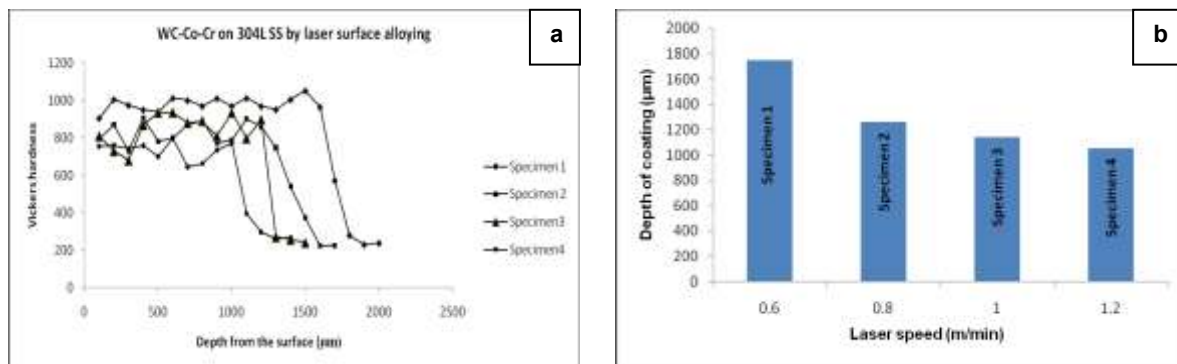 WC-Co-Cr on 304L SS by laser surface alloying
a
Vickers hardness
1200
1000
800
600
400
200
0
0 500 1000 1500 2000 2500
Depth from the surface (µm)
Specimen 1
Specimen 2
Specimen3
Specimen4
b
Depth of coating (µm)
2000
1800
1600
1400
1200
1000
800
600
400
200
0
Specimen 1
Specimen 2
Specimen 3
Specimen 4
0.6 0.8 1 1.2
Laser speed (m/min)